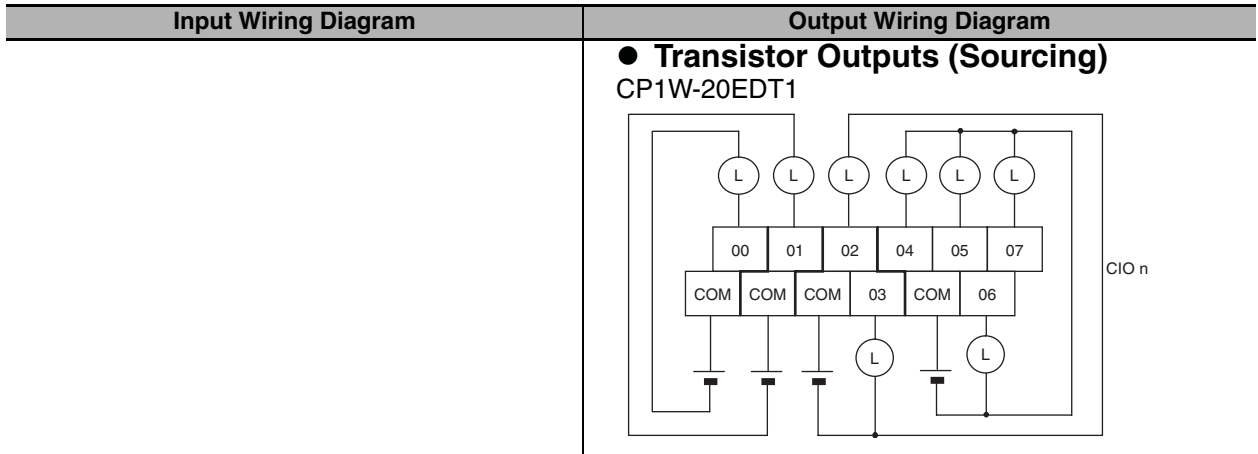 Input Wiring Diagram Output Wiring Diagram
● Transistor Outputs (Sourcing)
CP1W-20EDT1
L L L L L L
00 01 02 04 05 07
CIO n
COM COM COM 03 COM 06
L L